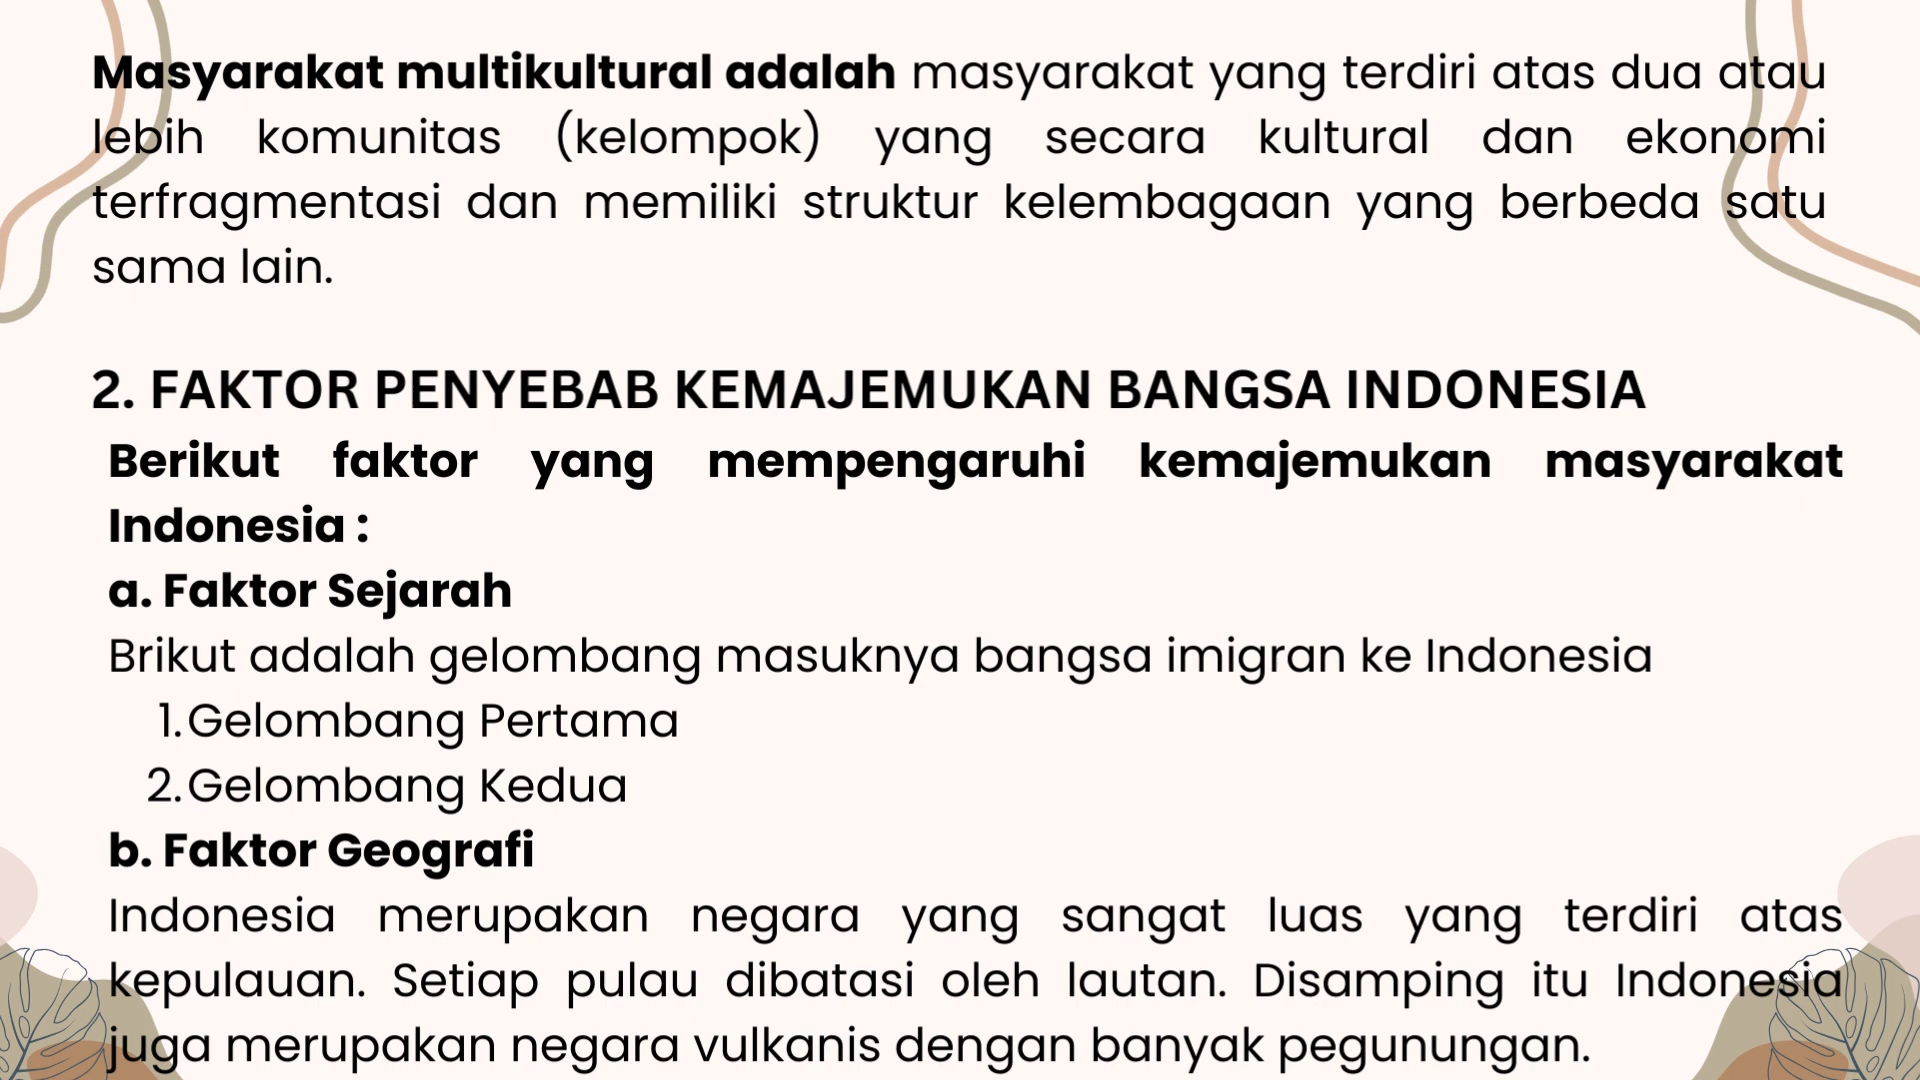 Masyarakat multikultural adalah masyarakat yang terdiri atas dua atau
lebih komunitas (kelompok) yang secara kultural dan ekonomi
terfragmentasi dan memiliki struktur kelembagaan yang berbeda satu
sama lain.
2. FAKTOR PENYEBAB KEMAJEMUKAN BANGSA INDONESIA
Berikut faktor yang mempengaruhi kemajemukan masyarakat
Indonesia :
a. Faktor Sejarah
Brikut adalah gelombang masuknya bangsa imigran ke Indonesia
1. Gelombang Pertama
2. Gelombang Kedua
b. Faktor Geografi
Indonesia merupakan negara yang sangat luas yang terdiri atas
kepulauan. Setiap pulau dibatasi oleh lautan. Disamping itu Indonesia
juga merupakan negara vulkanis dengan banyak pegunungan.